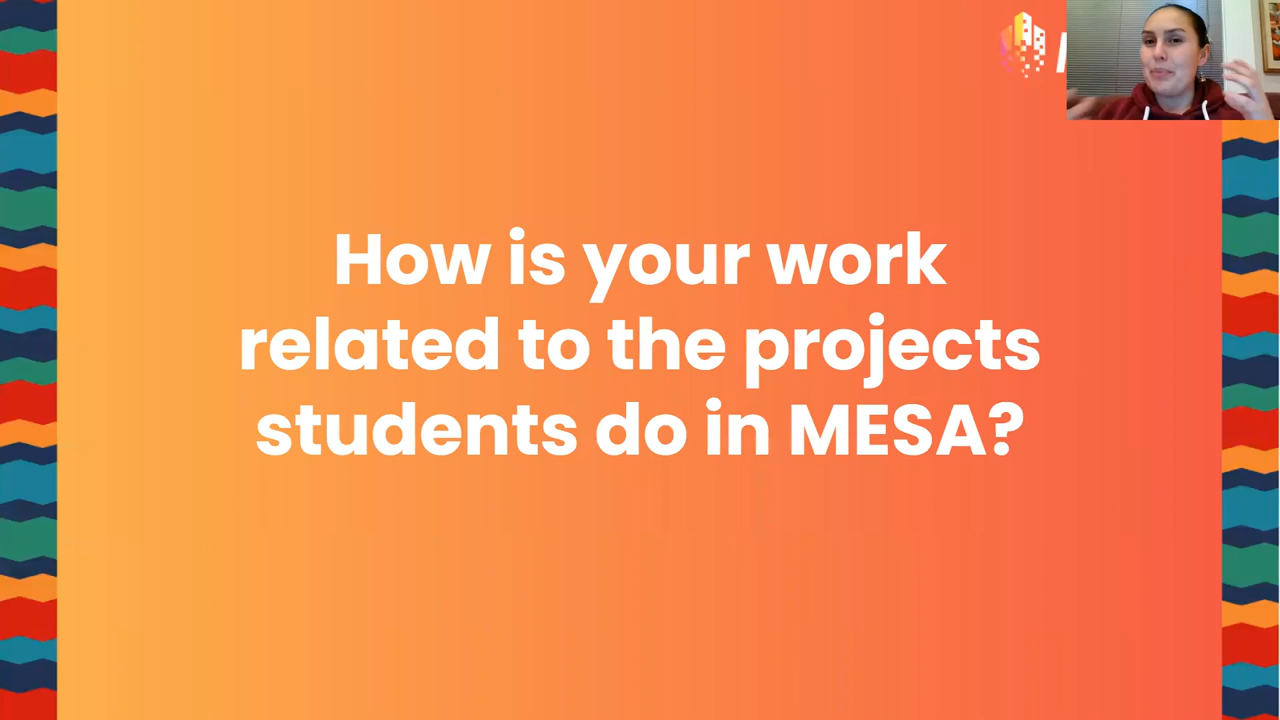 How is your work
related to the projects
students do in MESA?